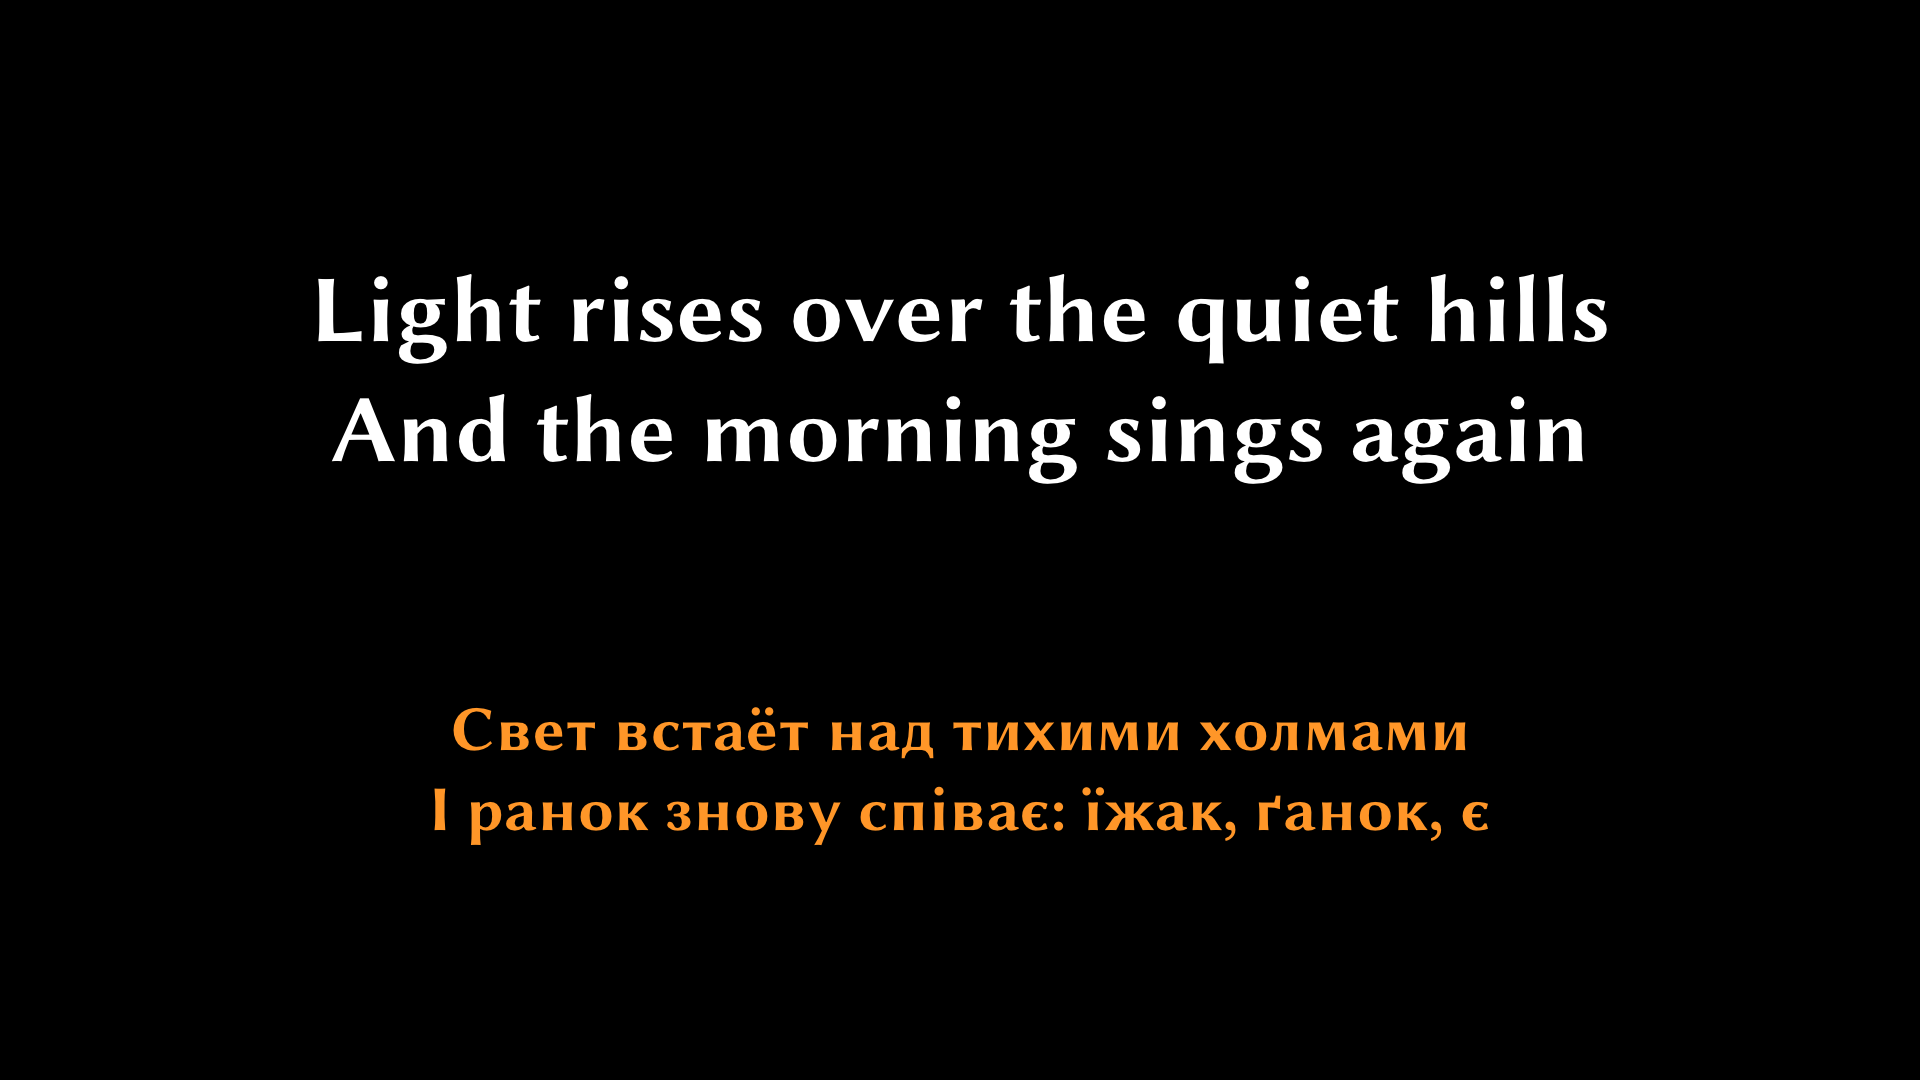 Light rises over the quiet hills
And the morning sings again
Свет встаёт над тихими холмами
І ранок знову співає: їжак, ґанок, є